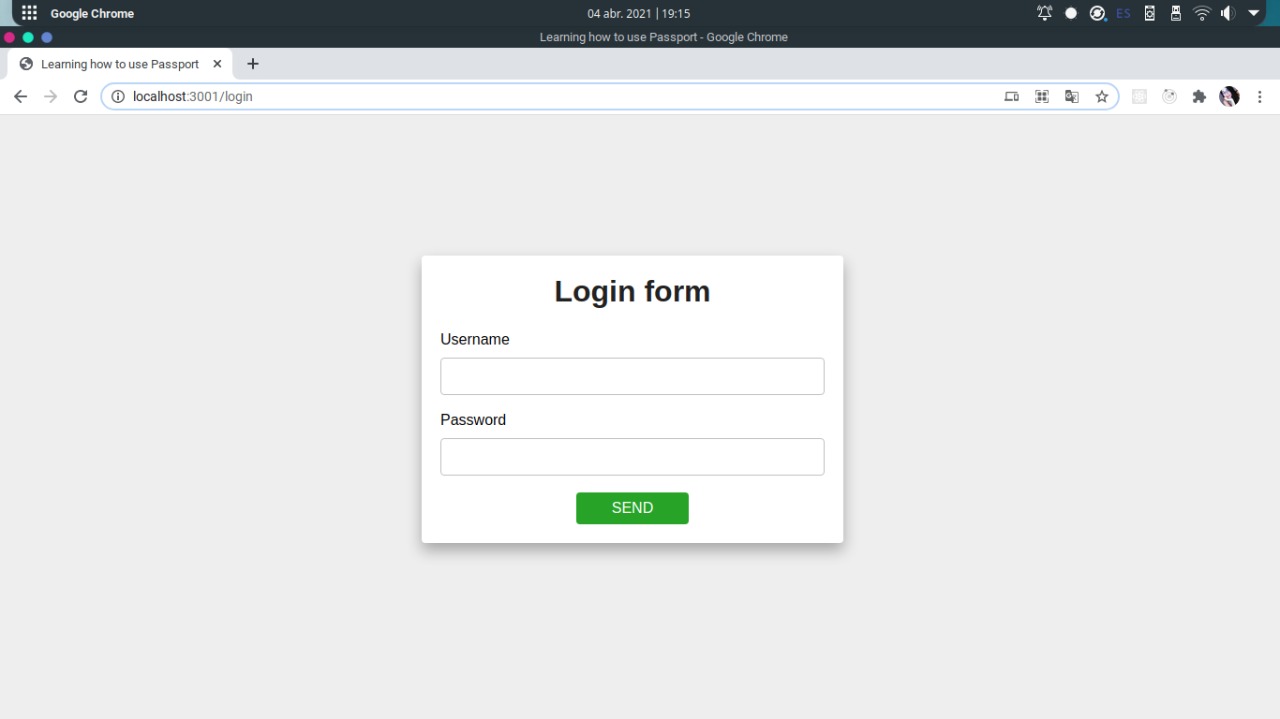 Google Chrome 04 abr. 2021 | 19:15 ES
Learning how to use Passport - Google Chrome
Learning how to use Passport
localhost:3001/login
Login form
Username
Password
SEND